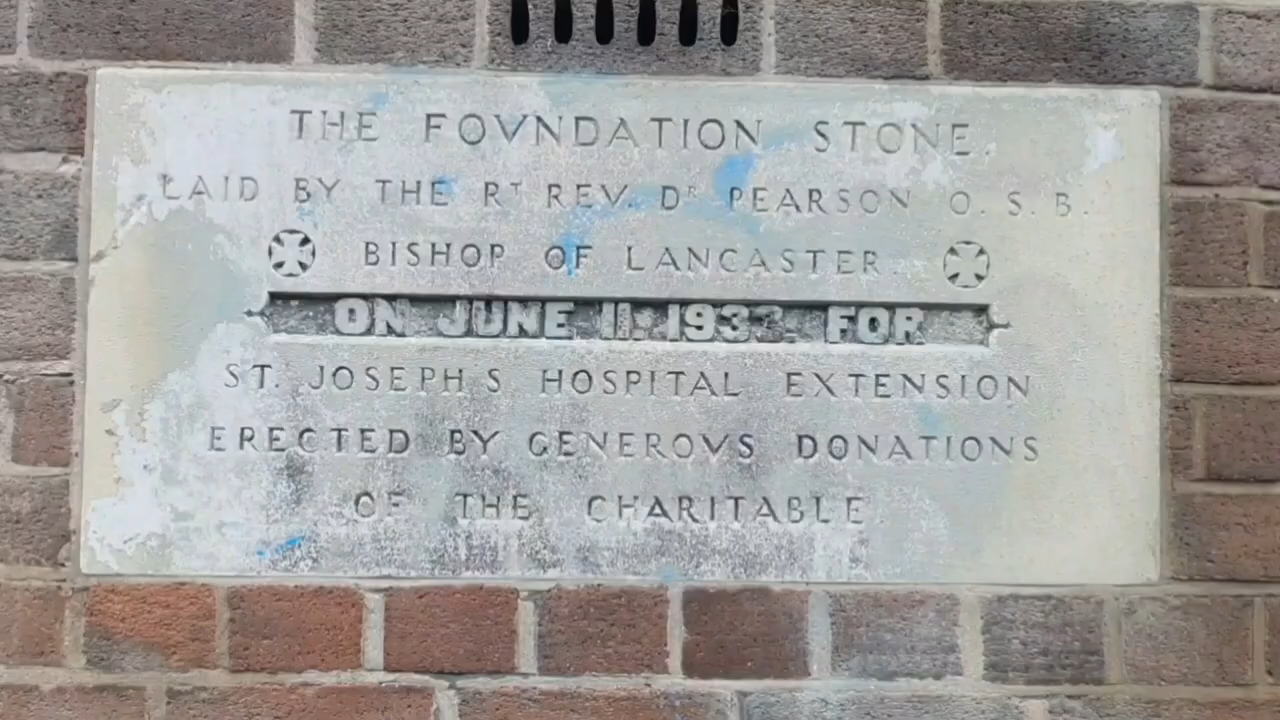 THE FOVNDATION STONE.
LAID BY THE RT REV. DR PEARSON O. S. B.
BISHOP OF LANCASTER.
ON JUNE 11. 1933. FOR
ST. JOSEPH'S HOSPITAL EXTENSION
ERECTED BY GENEROVS DONATIONS
OF THE CHARITABLE